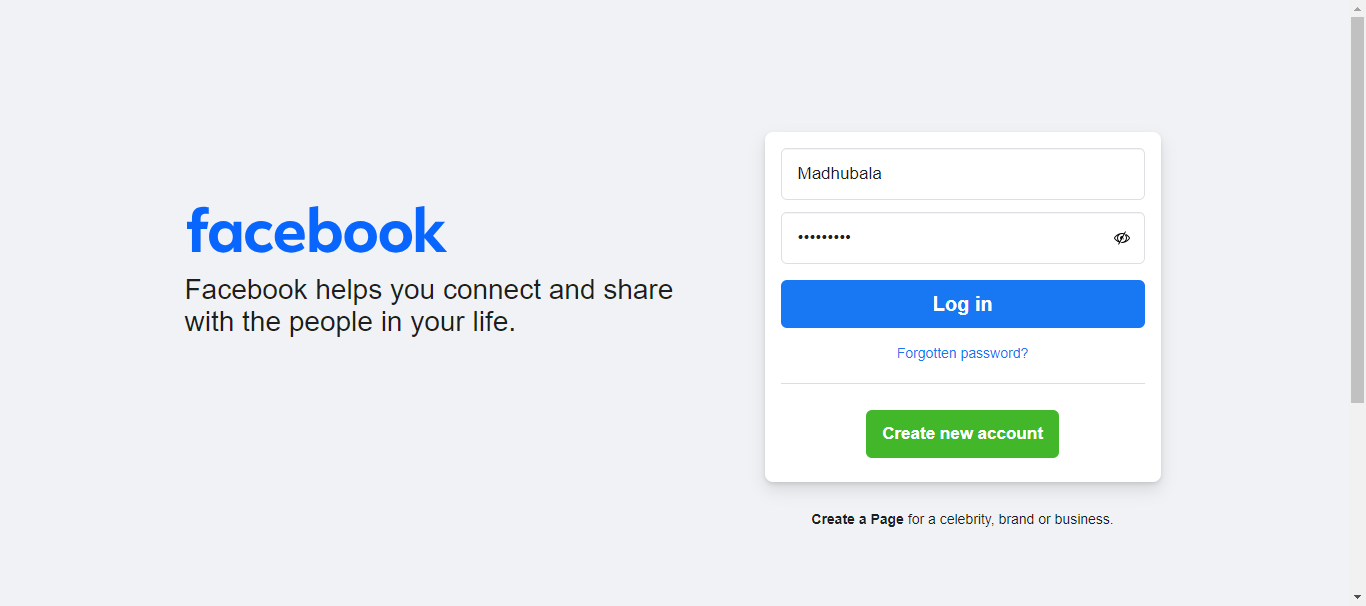 facebook
Facebook helps you connect and share
with the people in your life.
Madhubala
•••••••••
Log in
Forgotten password?
Create new account
Create a Page for a celebrity, brand or business.